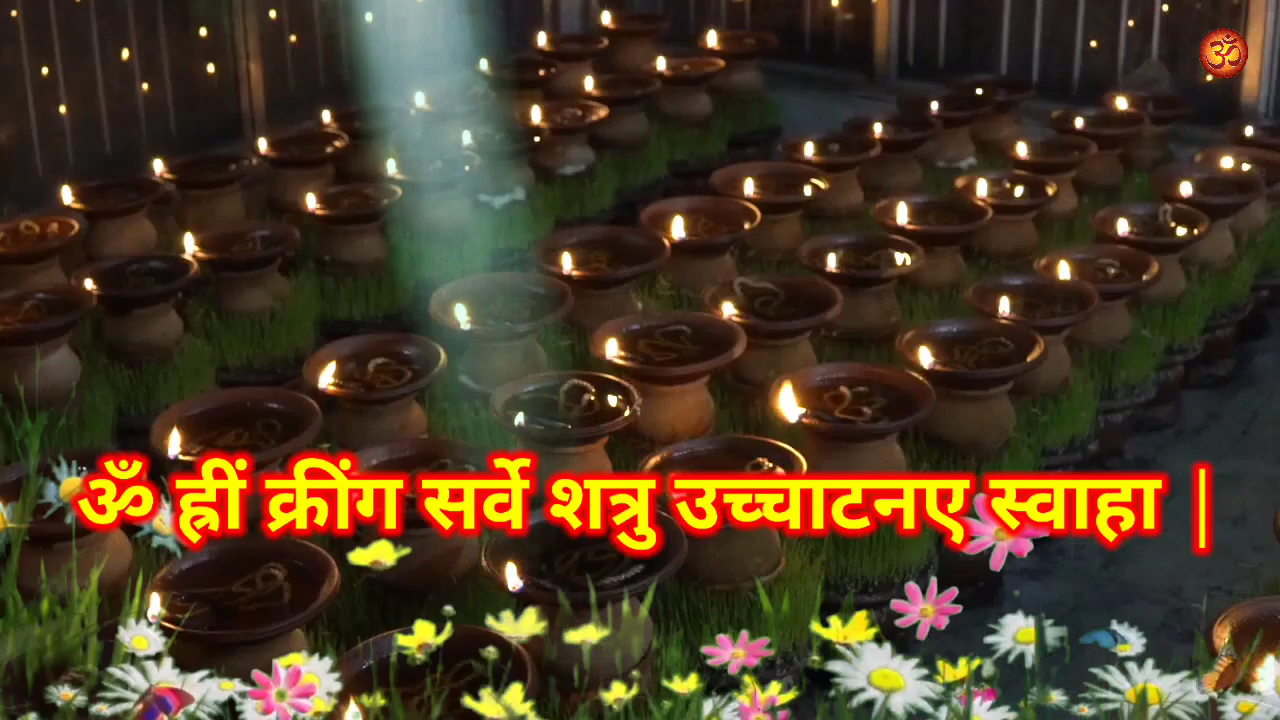 ॐ
ॐ ह्रीं क्रींग सर्वे शत्रु उच्चाटनए स्वाहा |